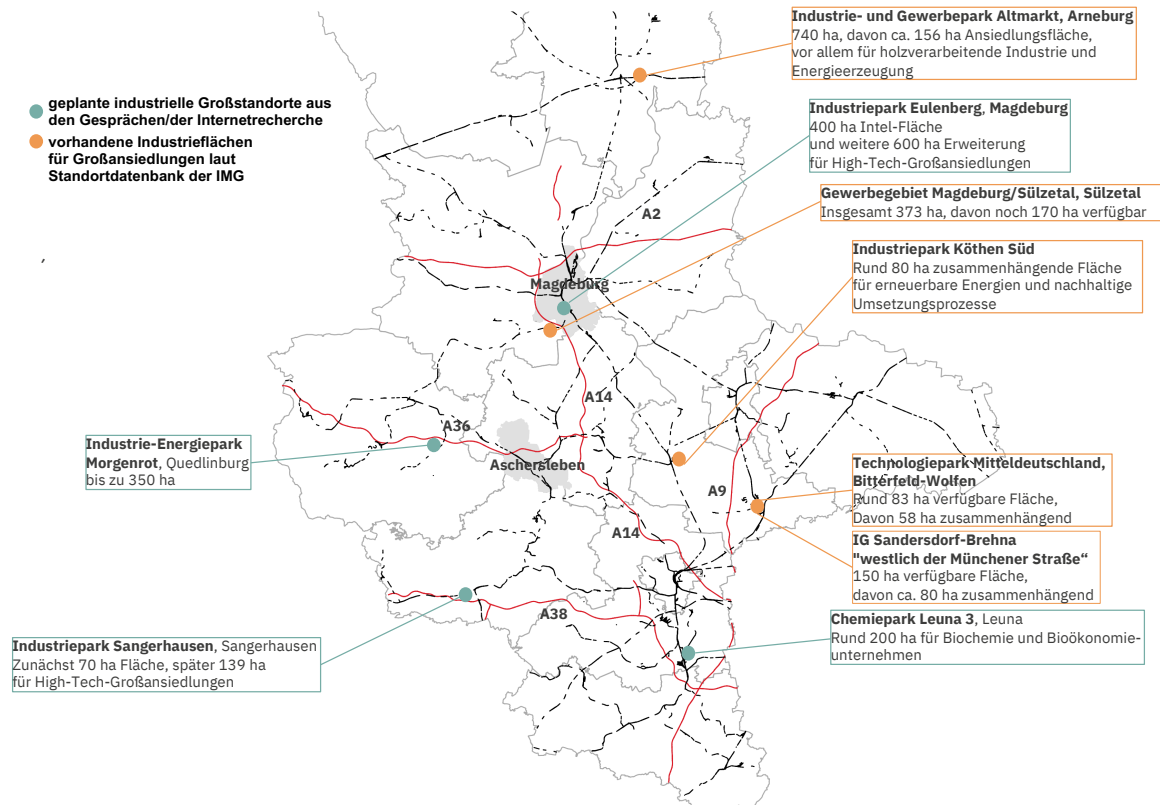 Industrie- und Gewerbepark Altmarkt, Arneburg
740 ha, davon ca. 156 ha Ansiedlungsfläche,
vor allem für holzverarbeitende Industrie und
Energieerzeugung
geplante industrielle Großstandorte aus
den Gesprächen/der Internetrecherche
vorhandene Industrieflächen
für Großansiedlungen laut
Standortdatenbank der IMG
Industriepark Eulenberg, Magdeburg
400 ha Intel-Fläche
und weitere 600 ha Erweiterung
für High-Tech-Großansiedlungen
Gewerbegebiet Magdeburg/Sülzetal, Sülzetal
Insgesamt 373 ha, davon noch 170 ha verfügbar
A2
Industriepark Köthen Süd
Rund 80 ha zusammenhängende Fläche
für erneuerbare Energien und nachhaltige
Umsetzungsprozesse
Magdeburg
A14
A36
Industrie-Energiepark
Morgenrot, Quedlinburg
bis zu 350 ha
Aschersleben
A9
Technologiepark Mitteldeutschland,
Bitterfeld-Wolfen
Rund 83 ha verfügbare Fläche,
Davon 58 ha zusammenhängend
A14
IG Sandersdorf-Brehna
"westlich der Münchener Straße“
150 ha verfügbare Fläche,
davon ca. 80 ha zusammenhängend
A38
Chemiepark Leuna 3, Leuna
Rund 200 ha für Biochemie und Bioökonomie-
unternehmen
Industriepark Sangerhausen, Sangerhausen
Zunächst 70 ha Fläche, später 139 ha
für High-Tech-Großansiedlungen